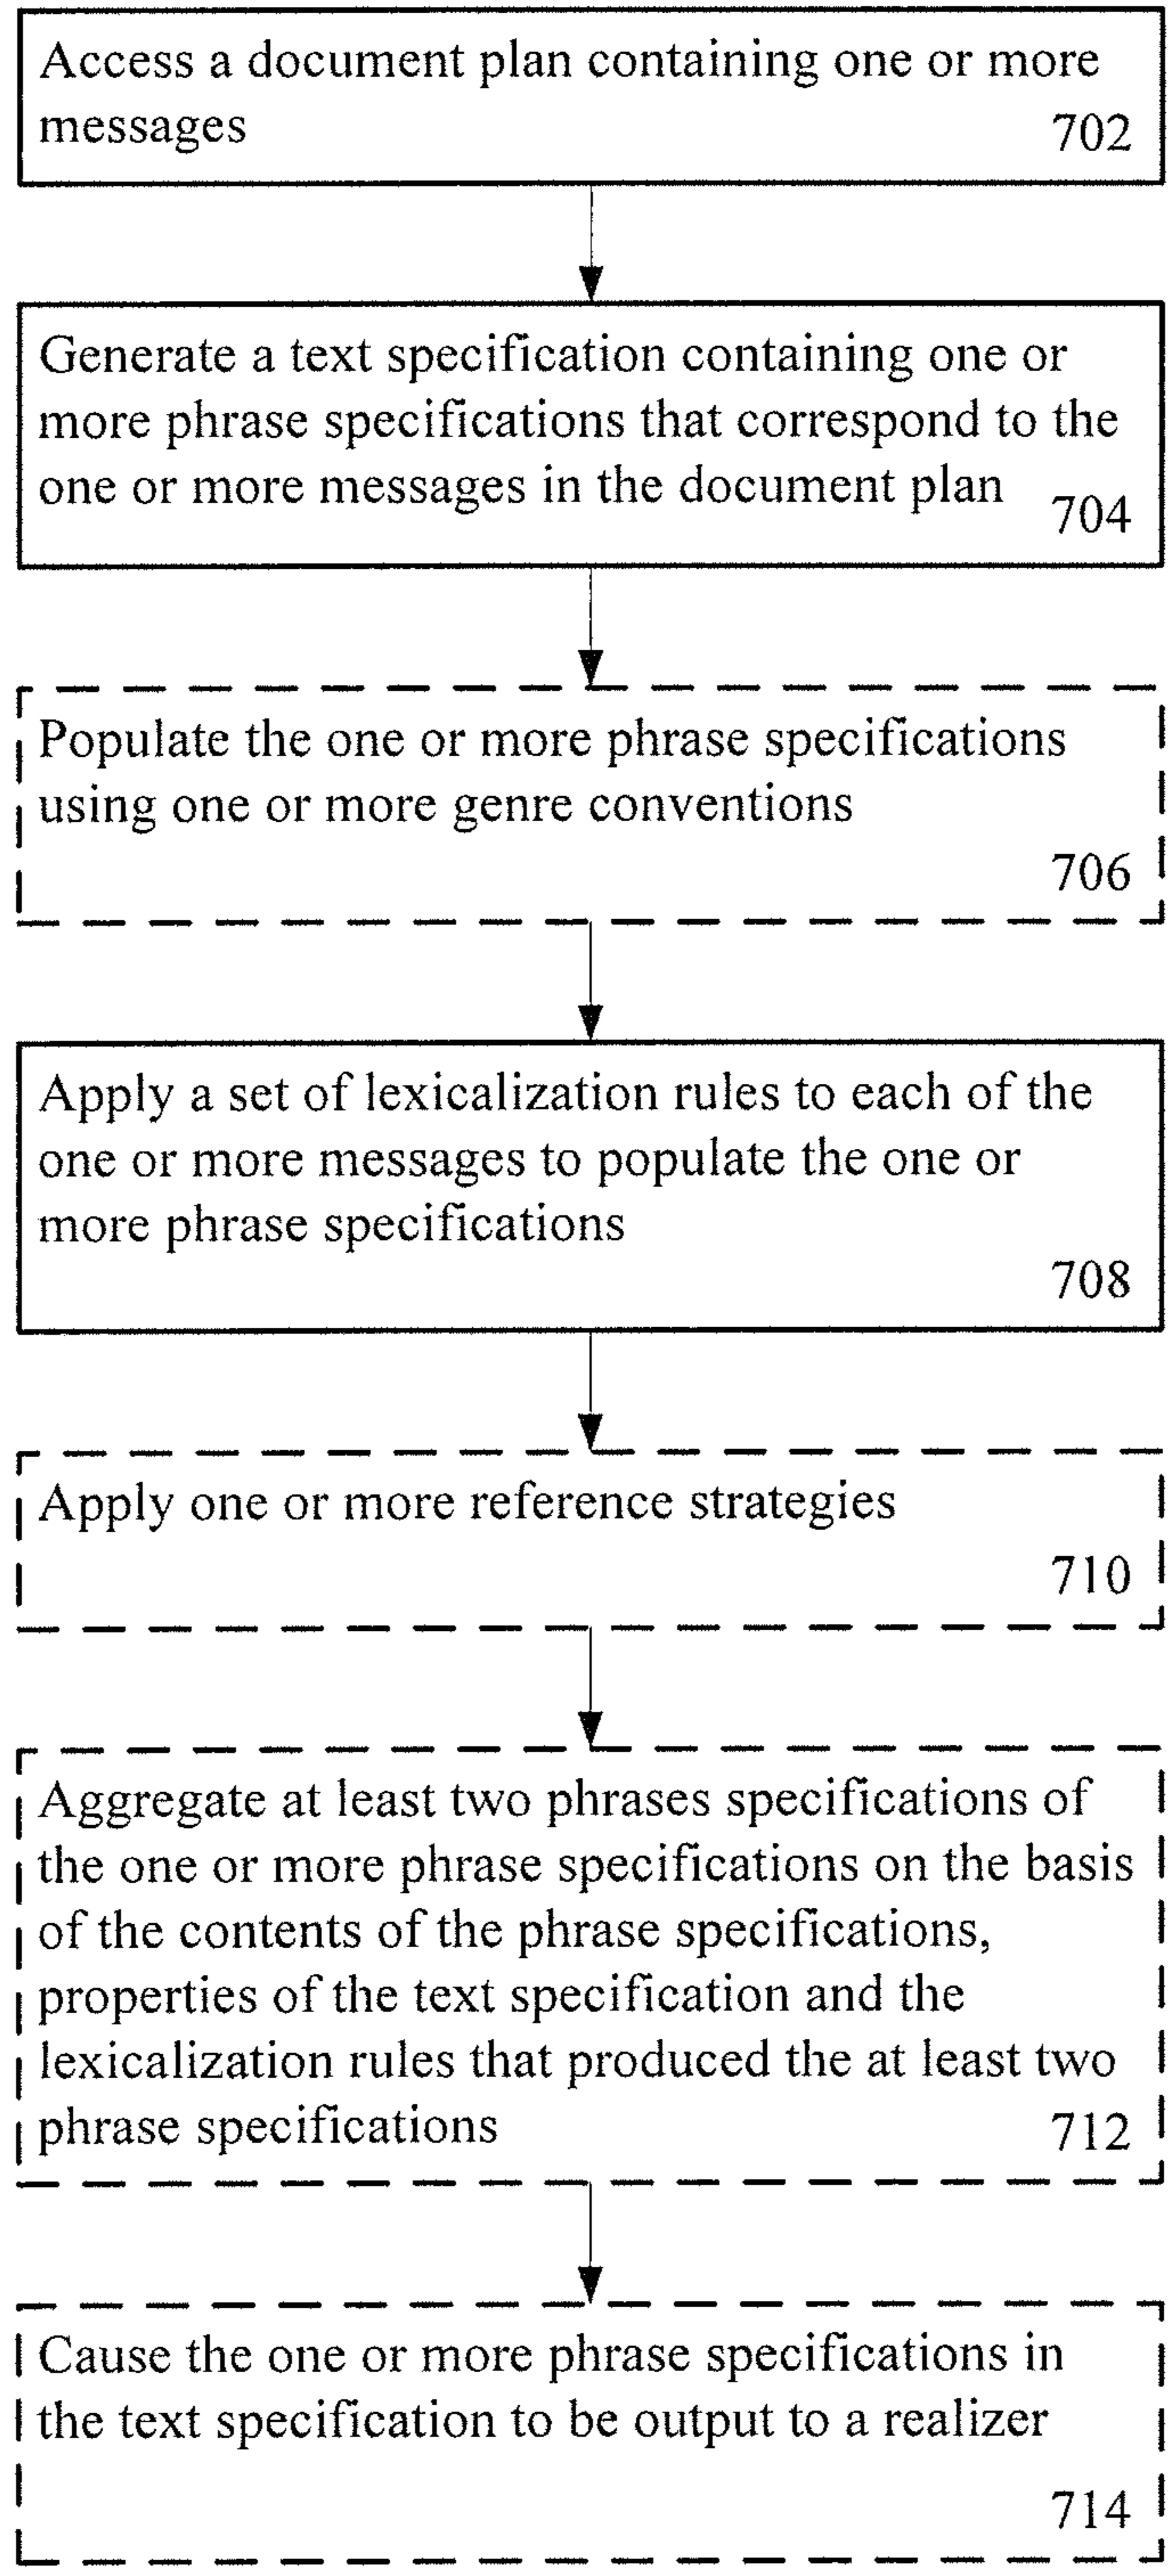 Access a document plan containing one or more
messages
702
Generate a text specification containing one or
more phrase specifications that correspond to the
one or more messages in the document plan
704
Populate the one or more phrase specifications
using one or more genre conventions
706
Apply a set of lexicalization rules to each of the
one or more messages to populate the one or
more phrase specifications
708
Apply one or more reference strategies
710
Aggregate at least two phrases specifications of
the one or more phrase specifications on the basis
of the contents of the phrase specifications,
properties of the text specification and the
lexicalization rules that produced the at least two
phrase specifications
712
Cause the one or more phrase specifications in
the text specification to be output to a realizer
714